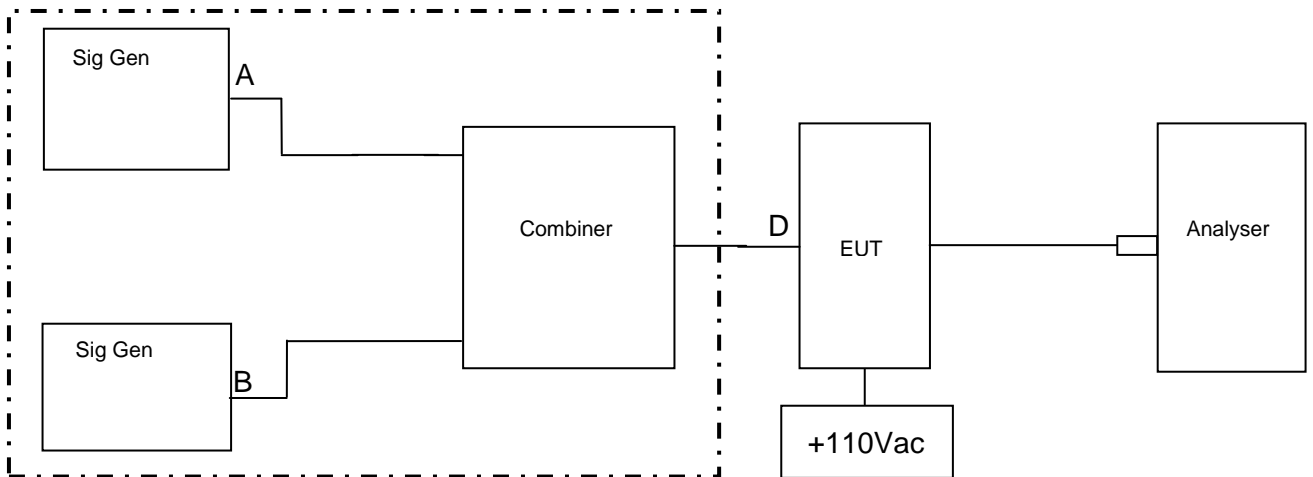 Sig Gen
A
Combiner
D
EUT
Analyser
Sig Gen
B
+110Vac